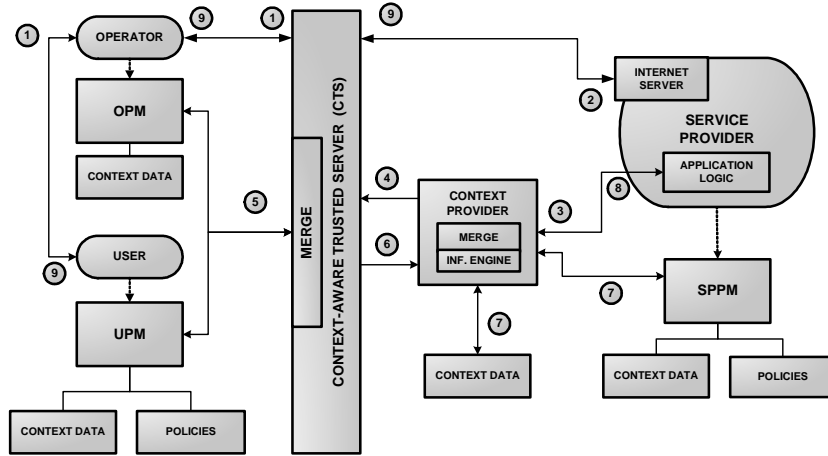 1
9
1
9
OPERATOR
OPM
CONTEXT DATA
5
9
USER
UPM
CONTEXT DATA
POLICIES
MERGE
CONTEXT-AWARE TRUSTED SERVER (CTS)
4
6
CONTEXT
PROVIDER
MERGE
INF. ENGINE
3
7
CONTEXT DATA
2
INTERNET
SERVER
SERVICE
PROVIDER
APPLICATION
LOGIC
8
7
SPPM
CONTEXT DATA
POLICIES